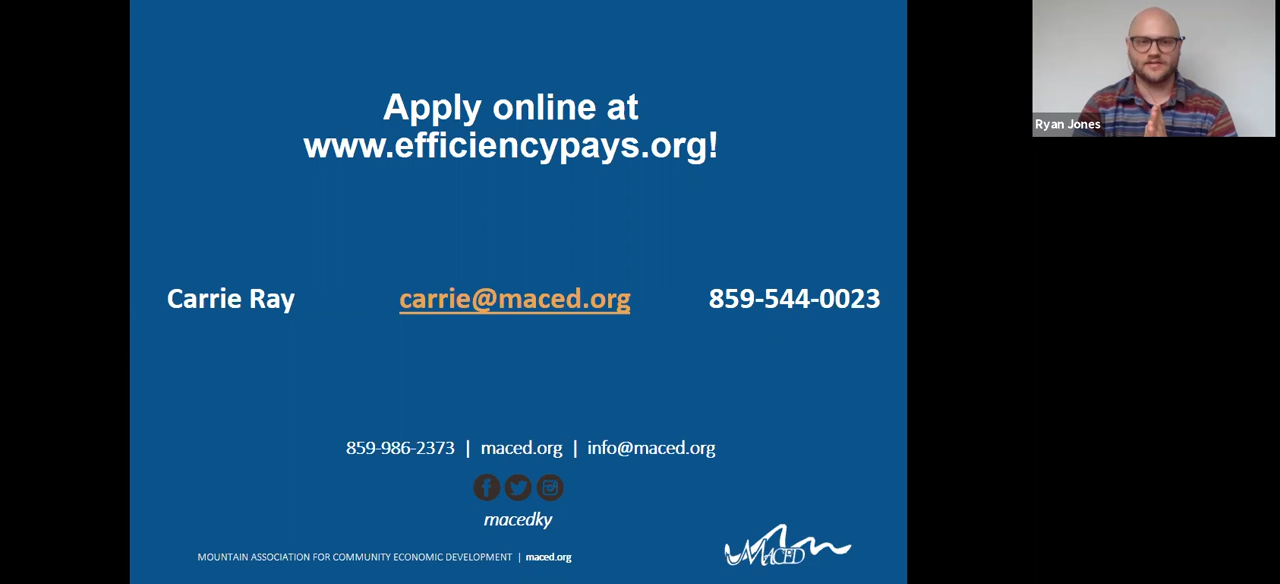 Apply online at
www.efficiencypays.org!
Ryan Jones
Carrie Ray carrie@maced.org 859-544-0023
859-986-2373 | maced.org | info@maced.org
macedky
MOUNTAIN ASSOCIATION FOR COMMUNITY ECONOMIC DEVELOPMENT | maced.org
MACED